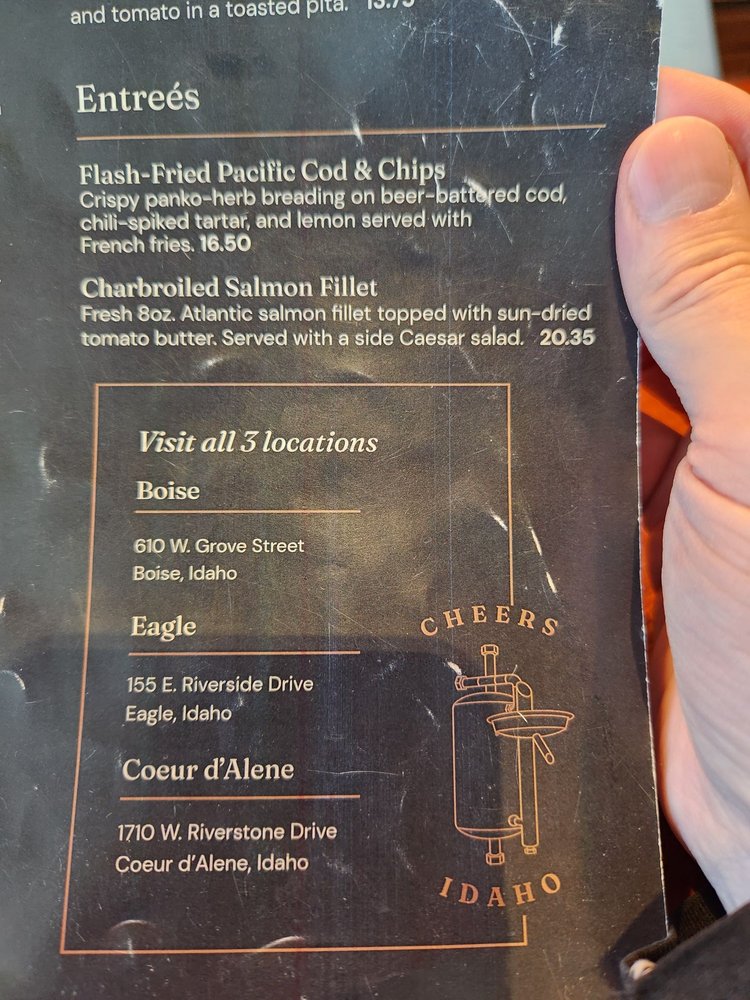 and tomato in a toasted pita. 13.75
Entreés
Flash-Fried Pacific Cod & Chips
Crispy panko-herb breading on beer-battered cod,
chili-spiked tartar, and lemon served with
French fries. 16.50
Charbroiled Salmon Fillet
Fresh 8oz. Atlantic salmon fillet topped with sun-dried
tomato butter. Served with a side Caesar salad. 20.35
Visit all 3 locations
Boise
610 W. Grove Street
Boise, Idaho
Eagle
155 E. Riverside Drive
Eagle, Idaho
Coeur d'Alene
1710 W. Riverstone Drive
Coeur d'Alene, Idaho
CHEERS
IDAHO